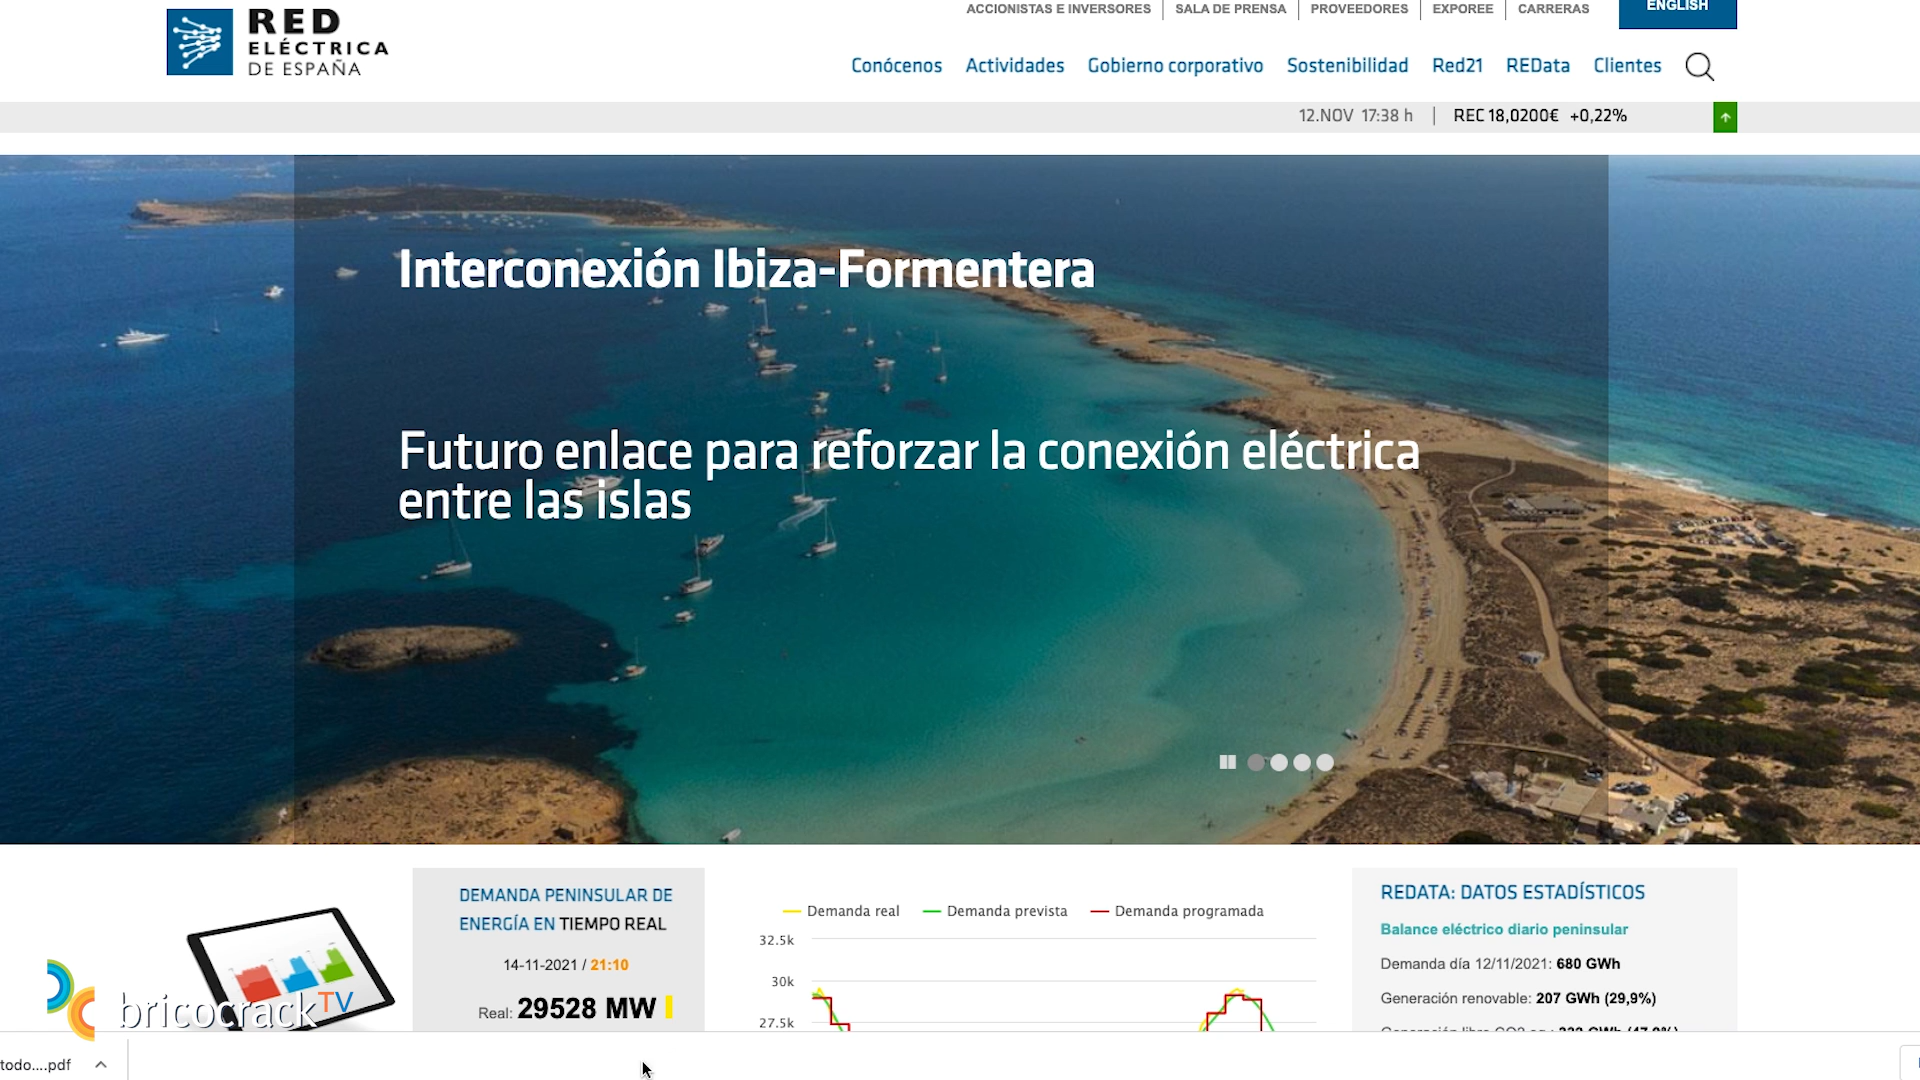 RED
ELÉCTRICA
DE ESPAÑA
ACCIONISTAS E INVERSORES
SALA DE PRENSA
PROVEEDORES
EXPOREE
CARRERAS
ENGLISH
Conócenos
Actividades
Gobierno corporativo
Sostenibilidad
Red21
REData
Clientes
12.NOV 17:38 h
REC 18,0200€ +0,22%
Interconexión Ibiza-Formentera
Futuro enlace para reforzar la conexión eléctrica
entre las islas
DEMANDA PENINSULAR DE
ENERGÍA EN TIEMPO REAL
14-11-2021 / 21:10
Real: 29528 MW
Demanda real
Demanda prevista
Demanda programada
32.5k
30k
27.5k
REDATA: DATOS ESTADÍSTICOS
Balance eléctrico diario peninsular
Demanda día 12/11/2021: 680 GWh
Generación renovable: 207 GWh (29,9%)
bricocrackTV
todo....pdf